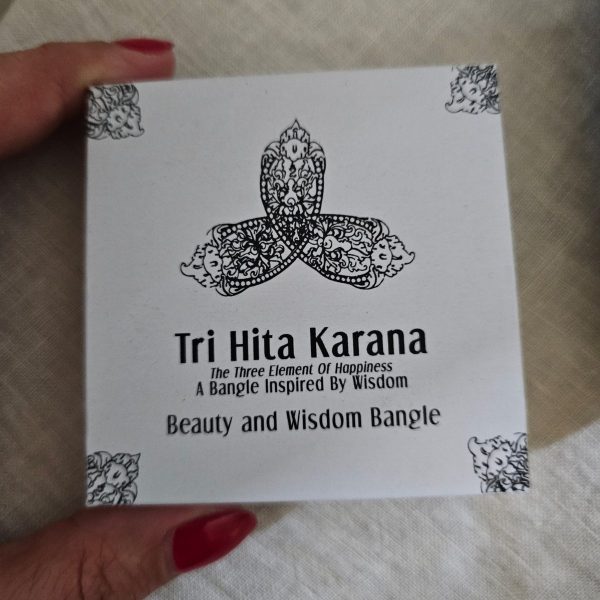 Tri Hita Karana
The Three Element Of Happiness
A Bangle Inspired By Wisdom
Beauty and Wisdom Bangle